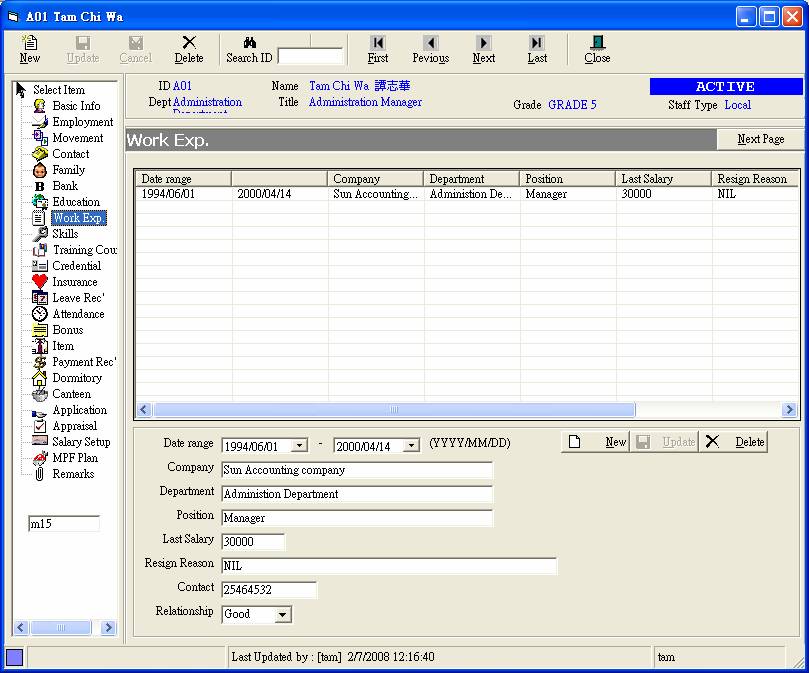 A01 Tam Chi Wa
New Update Cancel Delete Search ID First Pevious Next Last Close
ID A01 Name Tam Chi Wa 譚志華 ACTIVE
Dept Administration Department Title Administration Manager Grade GRADE 5 Staff Type Local
Work Exp. Next Page
Select Item
Basic Info
Employment
Movement
Contact
Family
Bank
Education
Work Exp.
Skills
Training Cou
Credential
Insurance
Leave Rec'
Attendance
Bonus
Item
Payment Rec'
Dormitory
Canteen
Application
Appraisal
Salary Setup
MPF Plan
Remarks
m15
Date range Company Department Position Last Salary Resign Reason
1994/06/01 2000/04/14 Sun Accounting... Administion De... Manager 30000 NIL
Date range 1994/06/01 - 2000/04/14 (YYYY/MM/DD) New Update Delete
Company Sun Accounting company
Department Administion Department
Position Manager
Last Salary 30000
Resign Reason NIL
Contact 25464532
Relationship Good
Last Updated by : [tam] 2/7/2008 12:16:40 tam